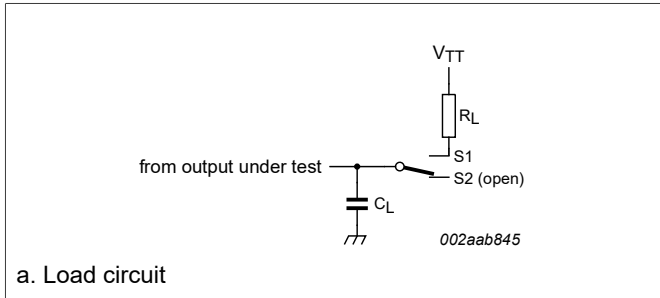 VTT
RL
S1
from output under test
S2 (open)
CL
002aab845
a. Load circuit